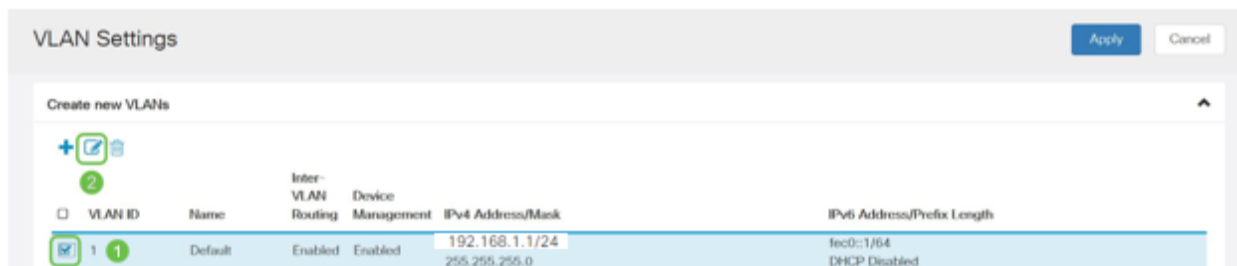 VLAN Settings
Apply
Cancel
Create new VLANs
2
VLAN ID Name Inter-VLAN Routing Device Management IPv4 Address/Mask IPv6 Address/Prefix Length
1 1 Default Enabled Enabled 192.168.1.1/24 fec0::1/64
255.255.255.0 DHCP Disabled